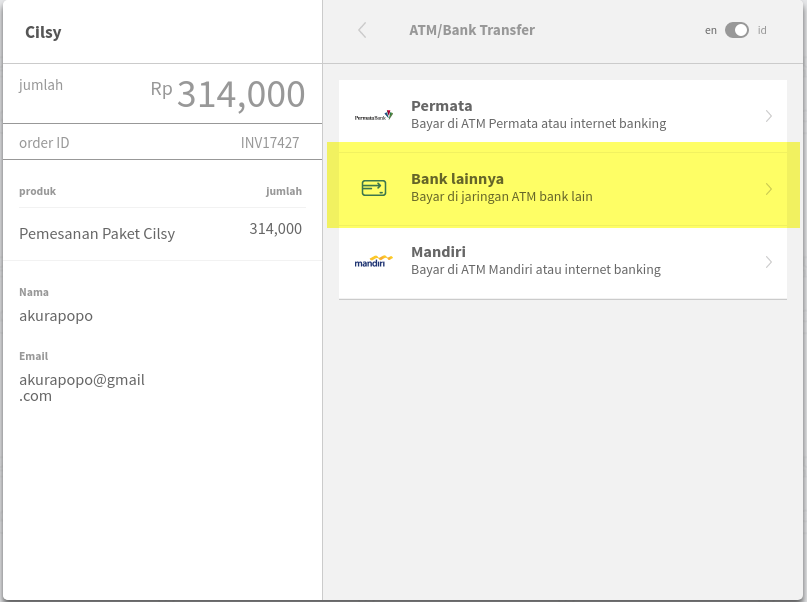 Cilsy
jumlah
Rp 314,000
order ID INV17427
produk jumlah
Pemesanan Paket Cilsy 314,000
Nama
akurapopo
Email
akurapopo@gmail
.com
ATM/Bank Transfer en id
PermataBank
Permata
Bayar di ATM Permata atau internet banking
Bank lainnya
Bayar di jaringan ATM bank lain
mandiri
Mandiri
Bayar di ATM Mandiri atau internet banking